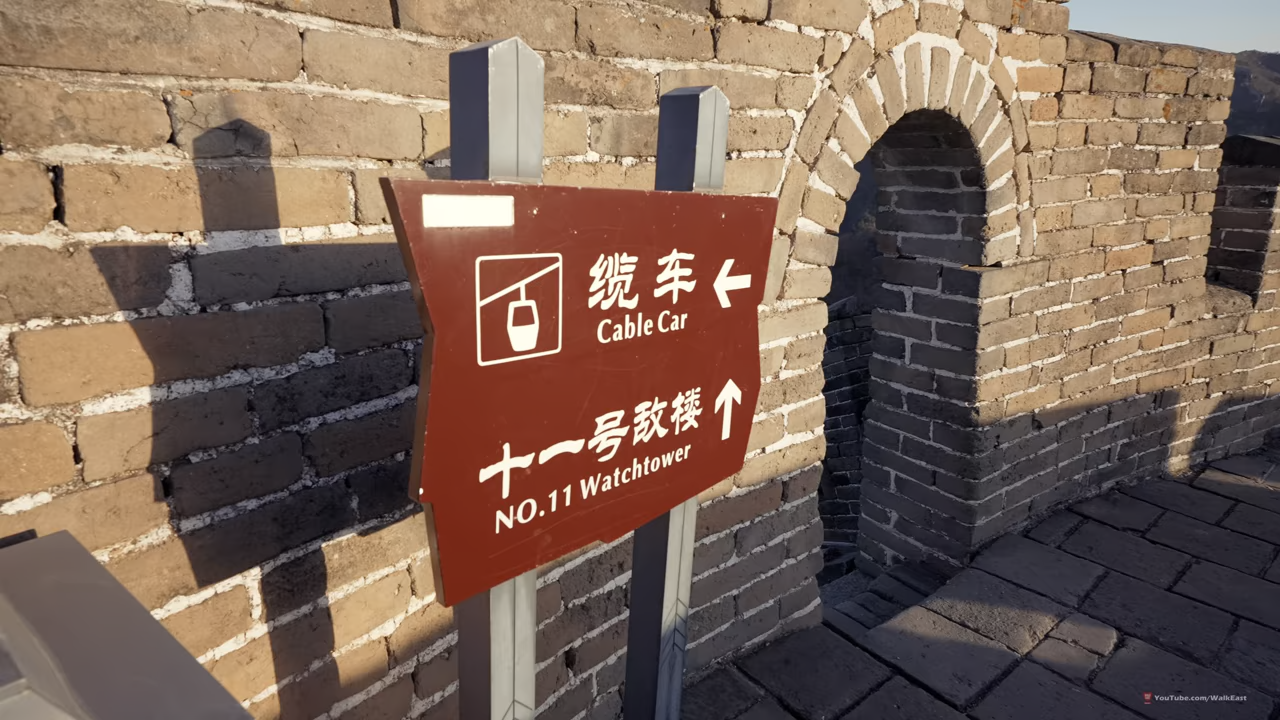 缆车 ←
Cable Car
十一号敌楼 ↑
NO.11 Watchtower
YouTube.com/WalkEast